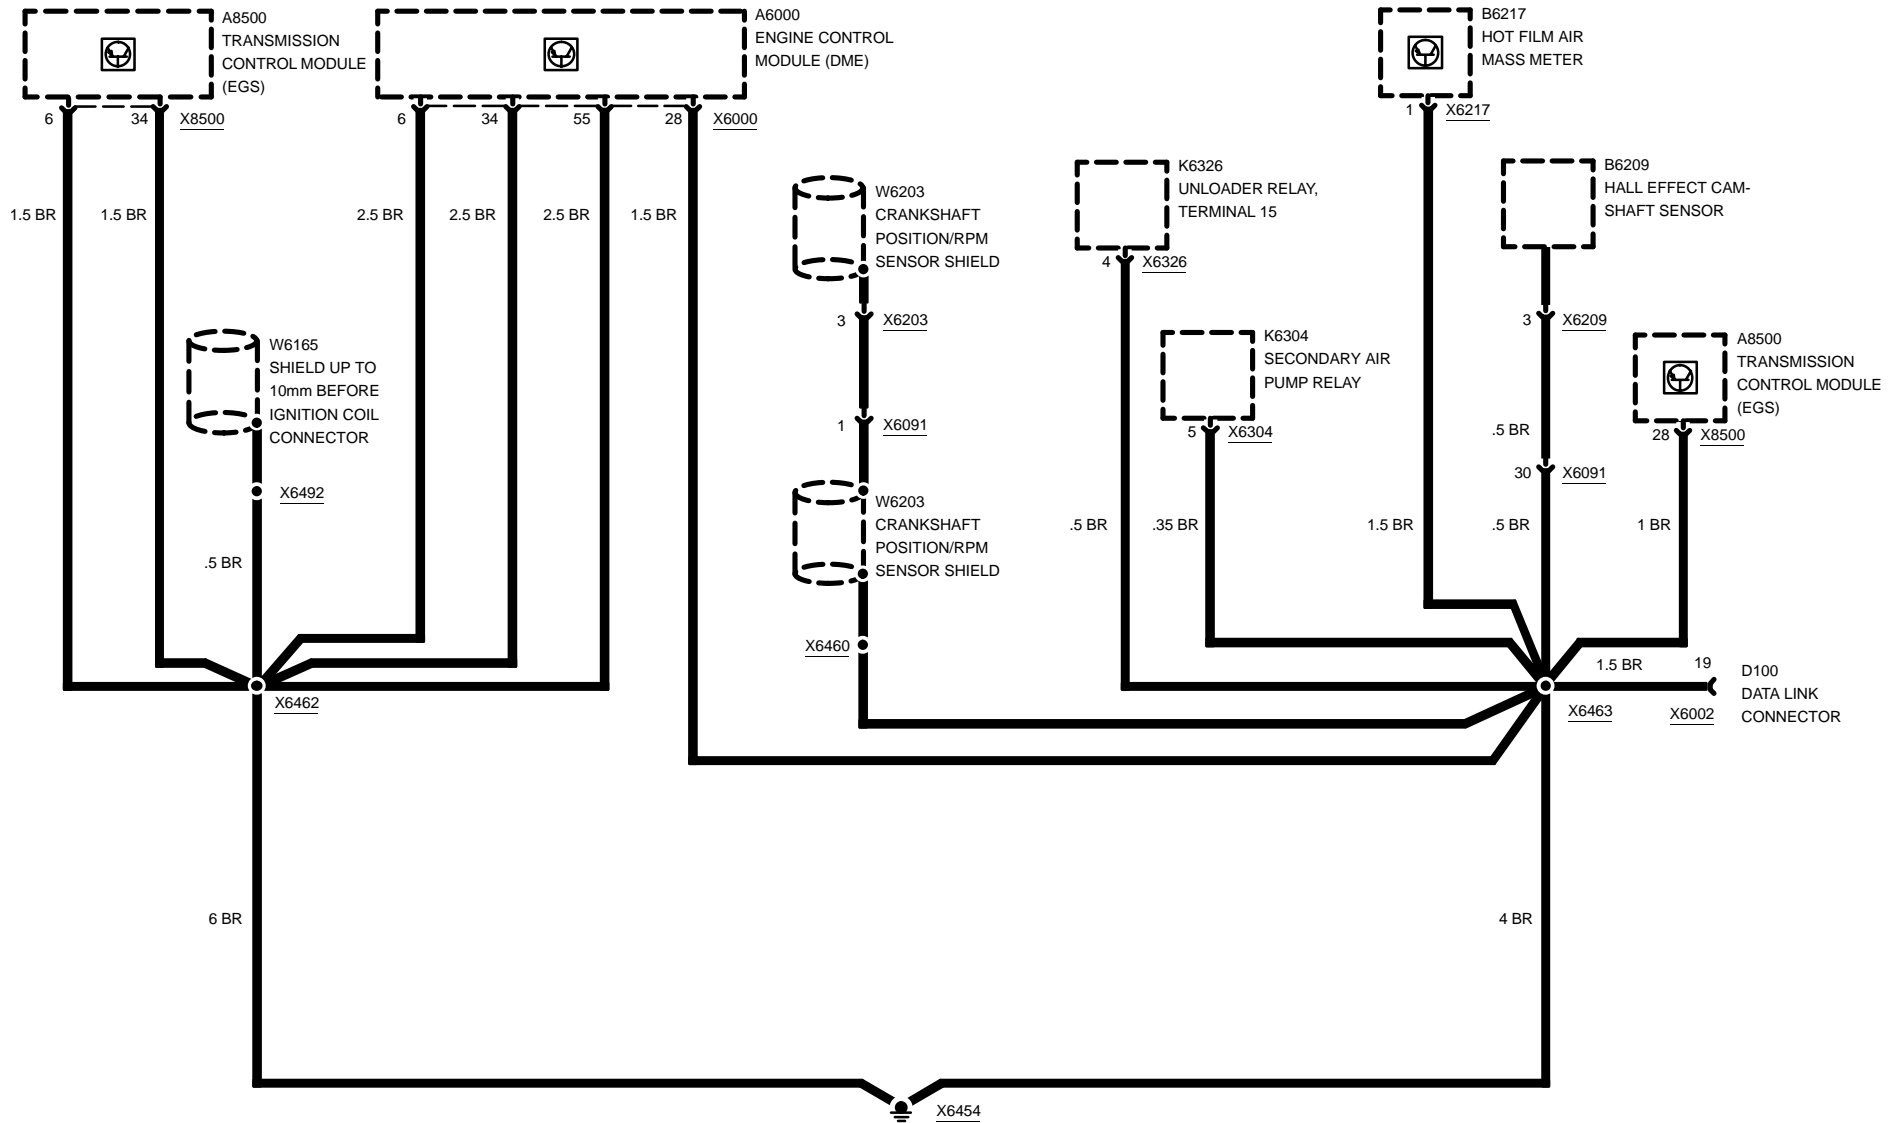 A8500
TRANSMISSION
CONTROL MODULE
(EGS)
6
34
X8500
1.5 BR
1.5 BR
A6000
ENGINE CONTROL
MODULE (DME)
6
34
55
28
X6000
2.5 BR
2.5 BR
2.5 BR
1.5 BR
B6217
HOT FILM AIR
MASS METER
1
X6217
W6203
CRANKSHAFT
POSITION/RPM
SENSOR SHIELD
3
X6203
1
X6091
W6203
CRANKSHAFT
POSITION/RPM
SENSOR SHIELD
X6460
K6326
UNLOADER RELAY,
TERMINAL 15
4
X6326
K6304
SECONDARY AIR
PUMP RELAY
5
X6304
B6209
HALL EFFECT CAM-
SHAFT SENSOR
3
X6209
.5 BR
30
X6091
A8500
TRANSMISSION
CONTROL MODULE
(EGS)
28
X8500
W6165
SHIELD UP TO
10mm BEFORE
IGNITION COIL
CONNECTOR
X6492
.5 BR
.5 BR
.35 BR
1.5 BR
.5 BR
1 BR
X6462
1.5 BR
19
D100
DATA LINK
CONNECTOR
X6463
X6002
6 BR
4 BR
X6454